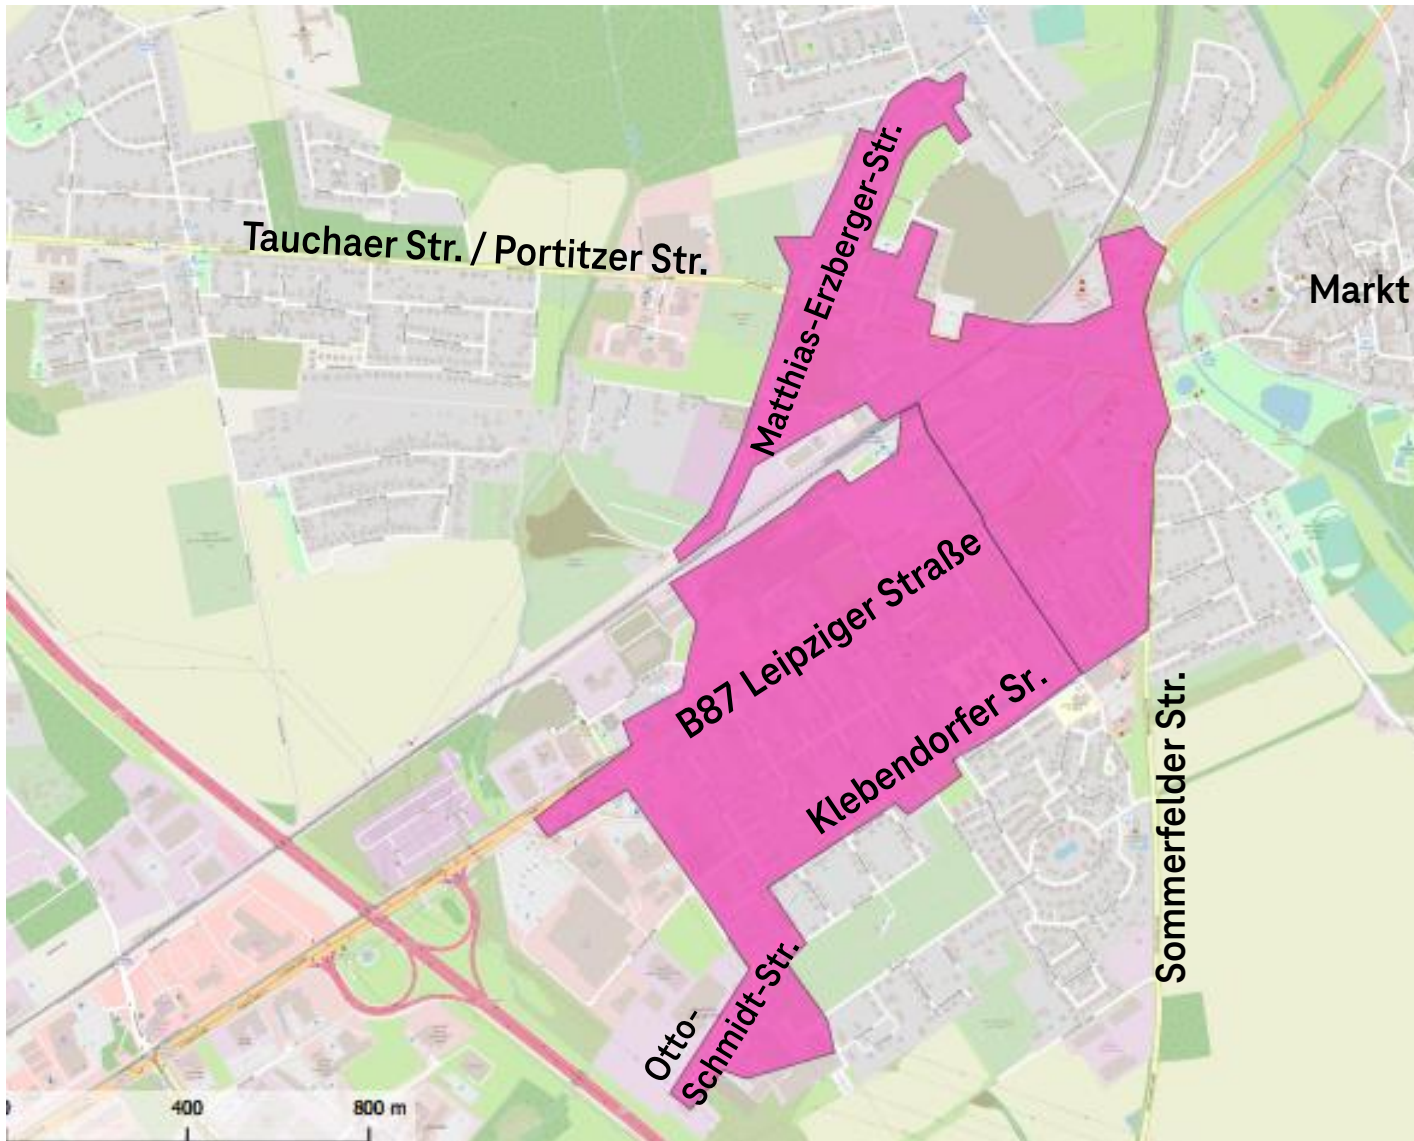 Tauchaer Str. / Portitzer Str.
Matthias-Erzberger-Str.
Markt
B87 Leipziger Straße
Klebendorfer Sr.
Sommerfelder Str.
Otto-
Schmidt-Str.
400
800 m